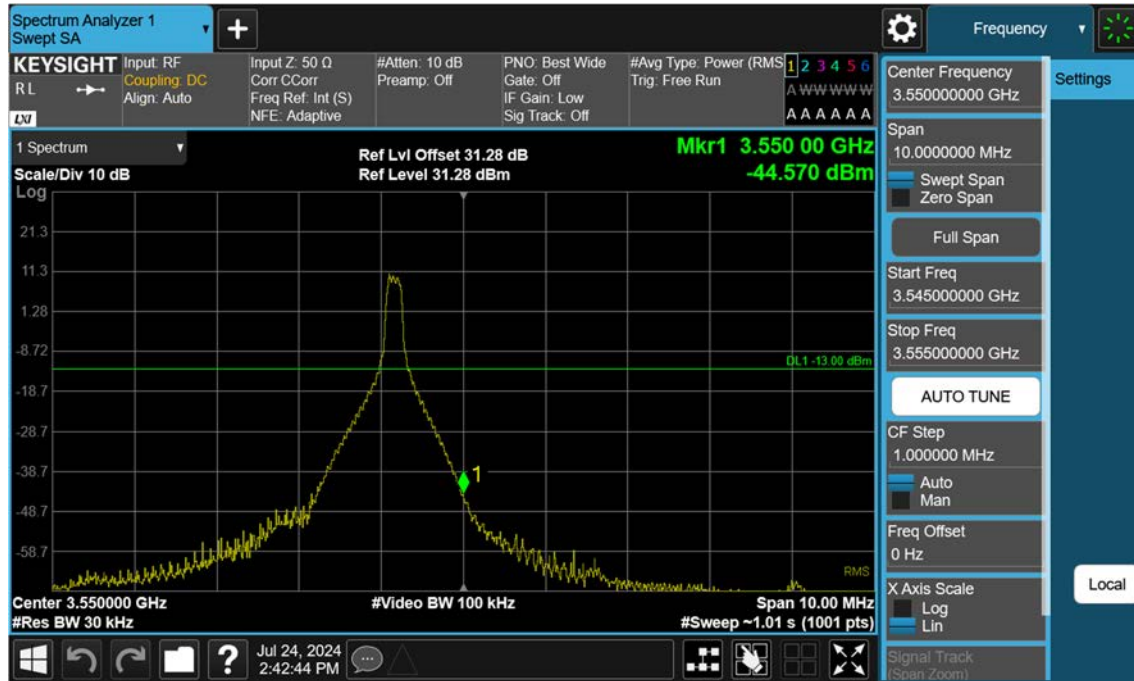 Spectrum Analyzer 1
Swept SA
+
Frequency
KEYSIGHT
RL
LXI
Input: RF
Coupling: DC
Align: Auto
Input Z: 50 Ω
Corr CCorr
Freq Ref: Int (S)
NFE: Adaptive
#Atten: 10 dB
Preamp: Off
PNO: Best Wide
Gate: Off
IF Gain: Low
Sig Track: Off
#Avg Type: Power (RMS
Trig: Free Run
1 2 3 4 5 6
A W W W W W
A A A A A A
1 Spectrum
Scale/Div 10 dB
Ref Lvl Offset 31.28 dB
Ref Level 31.28 dBm
Mkr1 3.550 00 GHz
-44.570 dBm
Log
21.3
11.3
1.28
-8.72
DL1 -13.00 dBm
-18.7
-28.7
-38.7
1
-48.7
-58.7
RMS
Center 3.550000 GHz
#Video BW 100 kHz
Span 10.00 MHz
#Res BW 30 kHz
#Sweep ~1.01 s (1001 pts)
Center Frequency
3.550000000 GHz
Settings
Span
10.0000000 MHz
Swept Span
Zero Span
Full Span
Start Freq
3.545000000 GHz
Stop Freq
3.555000000 GHz
AUTO TUNE
CF Step
1.000000 MHz
Auto
Man
Freq Offset
0 Hz
X Axis Scale
Log
Lin
Local
Signal Track
(Span Zoom)
?
Jul 24, 2024
2:42:44 PM